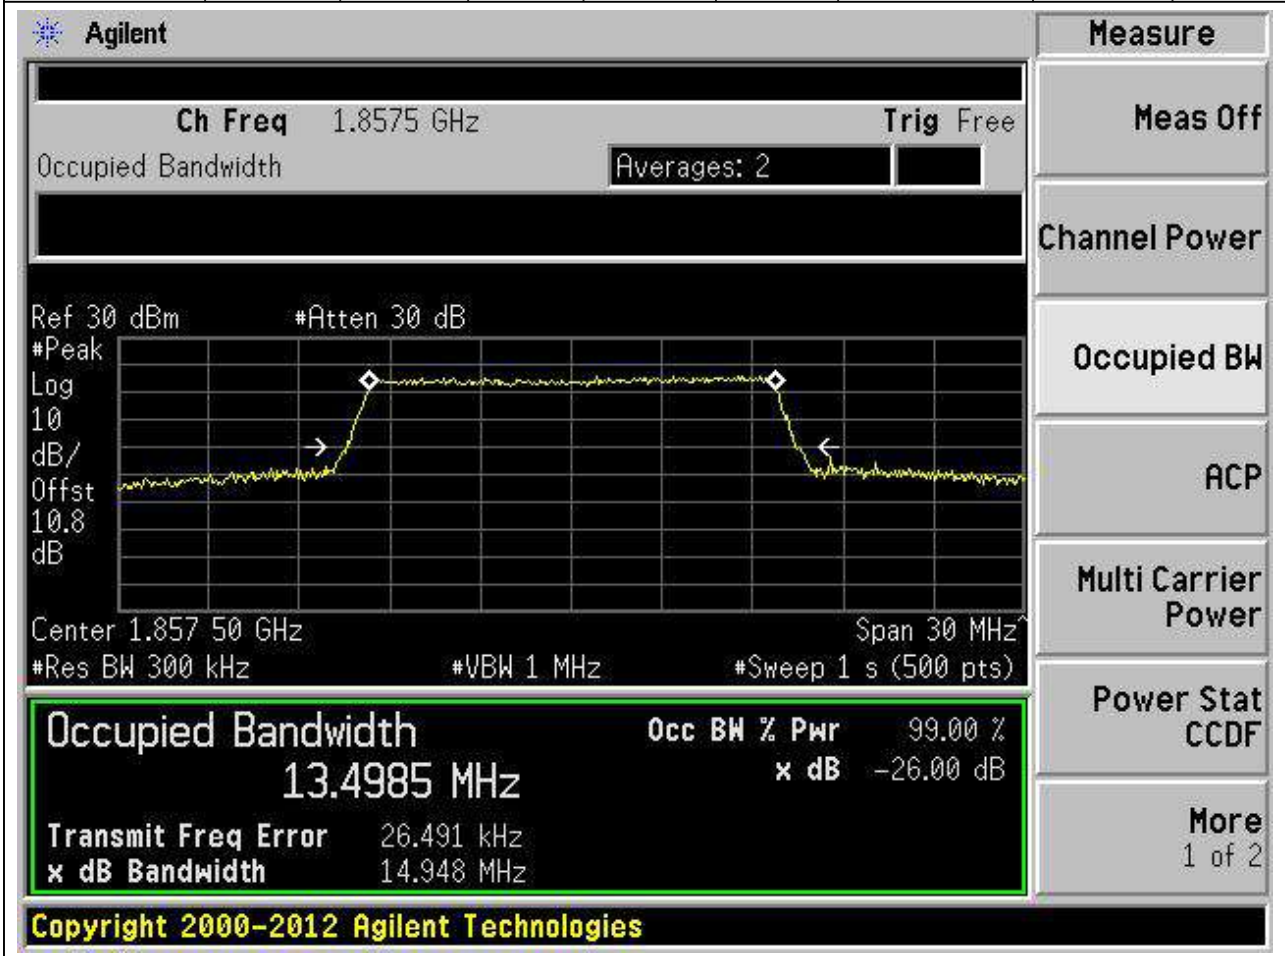 Agilent
Measure
Ch Freq 1.8575 GHz Trig Free
Occupied Bandwidth Averages: 2
Ref 30 dBm #Atten 30 dB
#Peak
Log
10
dB/
Offst
10.8
dB
Center 1.857 50 GHz Span 30 MHz^
#Res BW 300 kHz #VBW 1 MHz #Sweep 1 s (500 pts)
Occupied Bandwidth Occ BW % Pwr 99.00 %
13.4985 MHz x dB -26.00 dB
Transmit Freq Error 26.491 kHz
x dB Bandwidth 14.948 MHz
Meas Off
Channel Power
Occupied BW
ACP
Multi Carrier
Power
Power Stat
CCDF
More
1 of 2
Copyright 2000-2012 Agilent Technologies